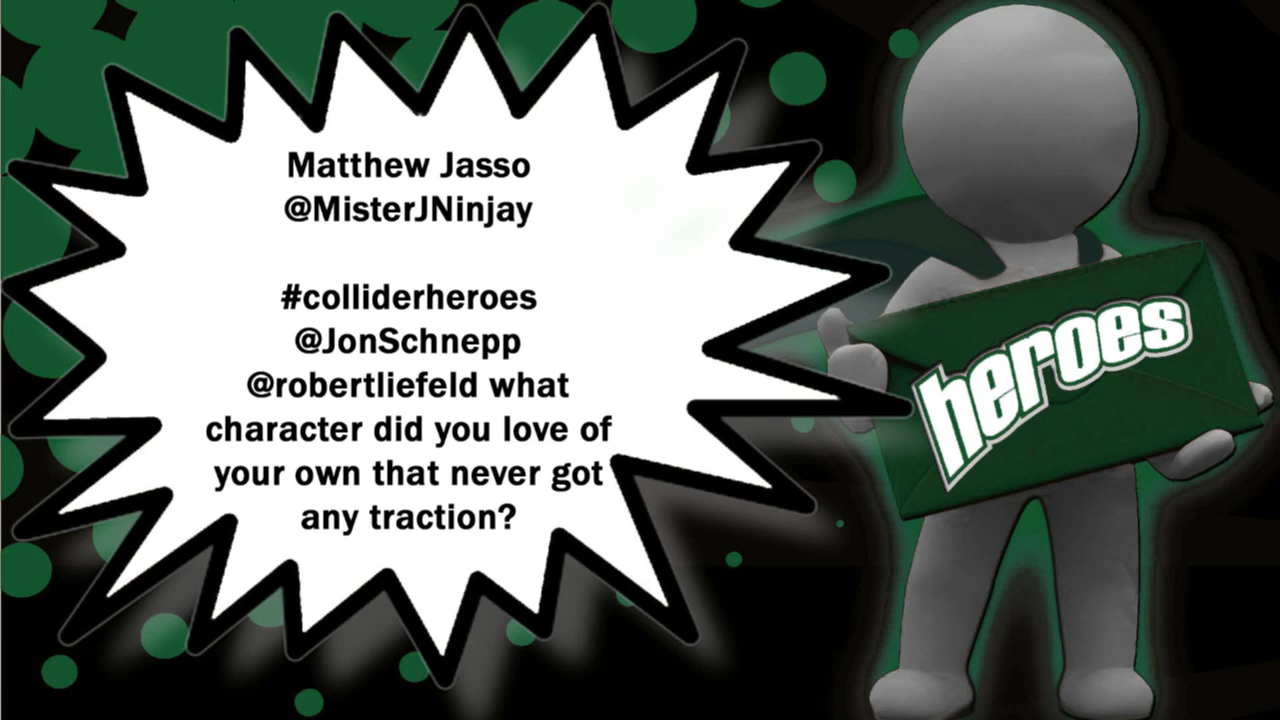 Matthew Jasso
@MisterJNinjay
#colliderheroes
@JonSchnepp
@robertliefeld what
character did you love of
your own that never got
any traction?
heroes